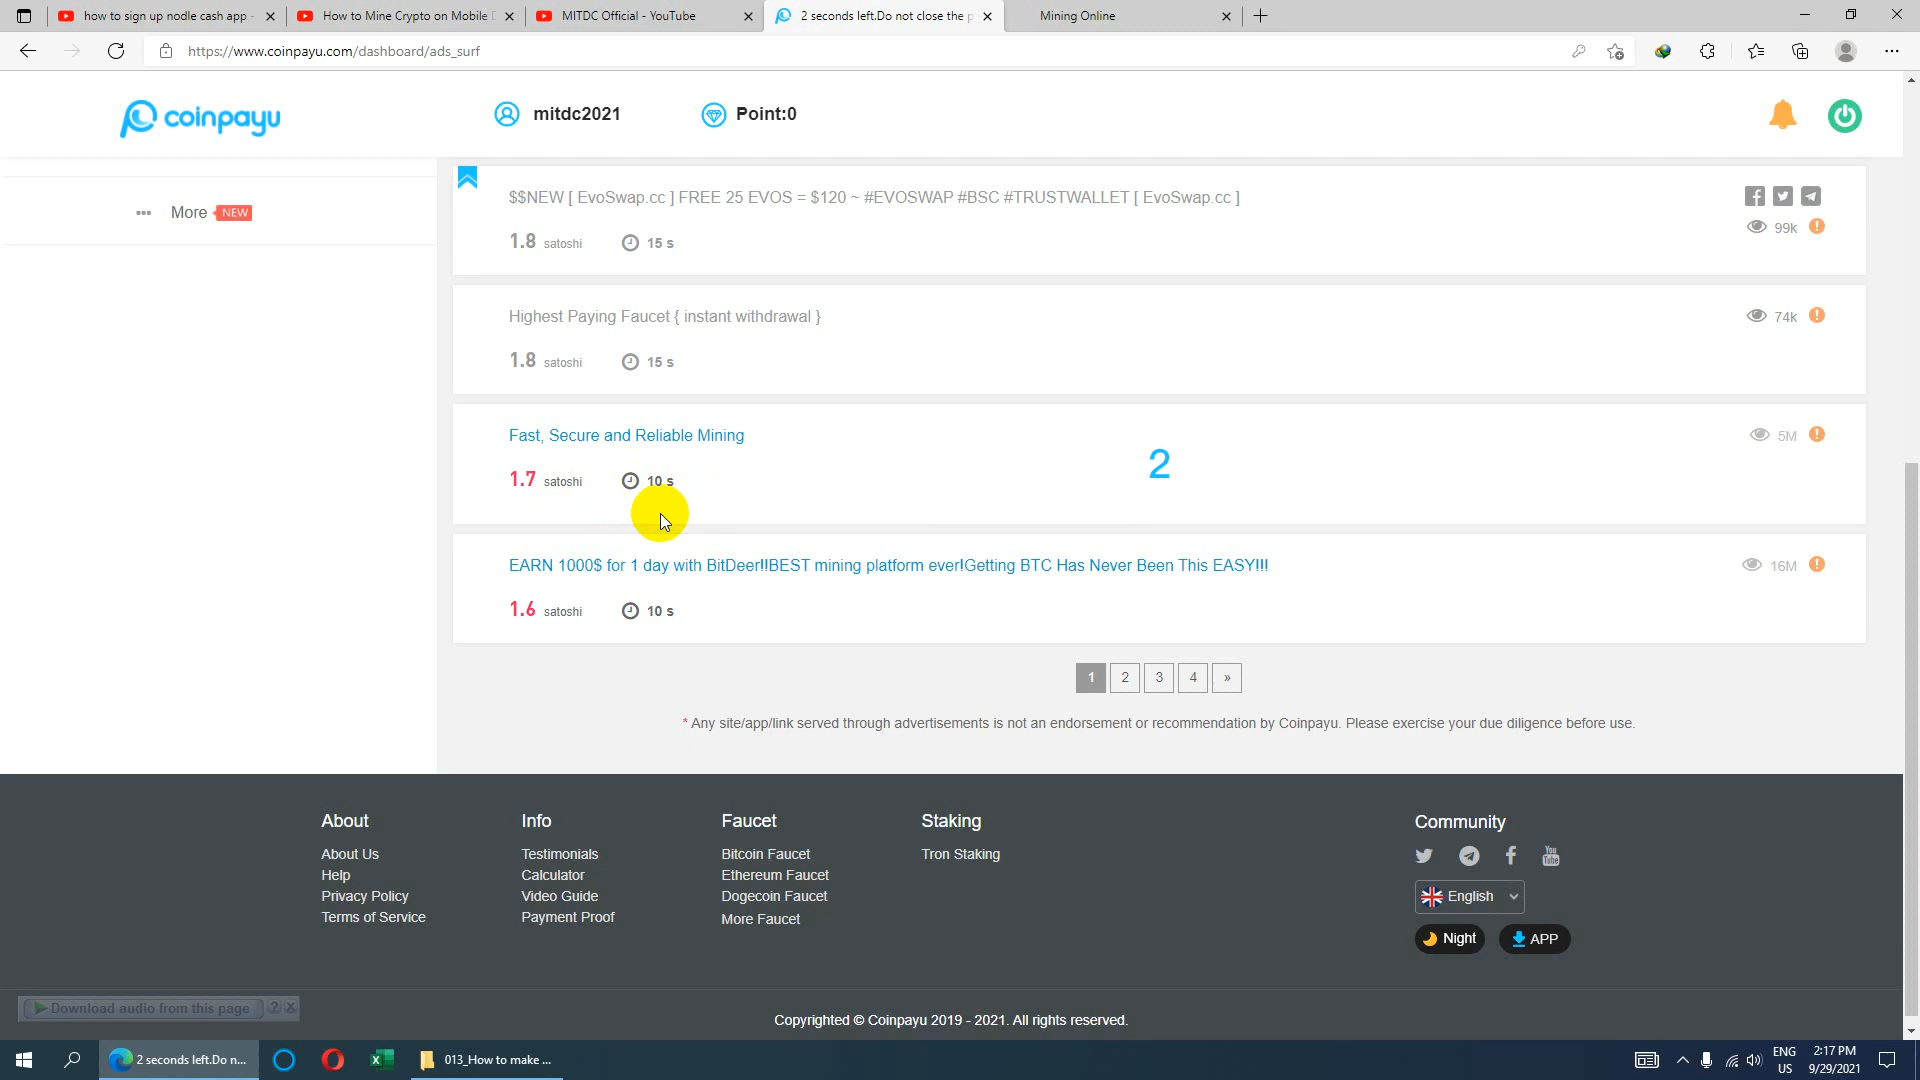 how to sign up nodle cash app -
How to Mine Crypto on Mobile
MITDC Official - YouTube
2 seconds left.Do not close the p
Mining Online
https://www.coinpayu.com/dashboard/ads_surf
coinpayu
mitdc2021
Point:0
More NEW
$$NEW [ EvoSwap.cc ] FREE 25 EVOS = $120 ~ #EVOSWAP #BSC #TRUSTWALLET [ EvoSwap.cc ]
99k
1.8 satoshi 15 s
Highest Paying Faucet { instant withdrawal }
74k
1.8 satoshi 15 s
Fast, Secure and Reliable Mining
5M
2
1.7 satoshi 10 s
EARN 1000$ for 1 day with BitDeer!!BEST mining platform ever!Getting BTC Has Never Been This EASY!!!
16M
1.6 satoshi 10 s
1 2 3 4 »
* Any site/app/link served through advertisements is not an endorsement or recommendation by Coinpayu. Please exercise your due diligence before use.
About
About Us
Help
Privacy Policy
Terms of Service
Info
Testimonials
Calculator
Video Guide
Payment Proof
Faucet
Bitcoin Faucet
Ethereum Faucet
Dogecoin Faucet
More Faucet
Staking
Tron Staking
Community
You Tube
English
Night
APP
Download audio from this page ? X
Copyrighted © Coinpayu 2019 - 2021. All rights reserved.
2 seconds left.Do n...
013_How to make ...
ENG
US
2:17 PM
9/29/2021